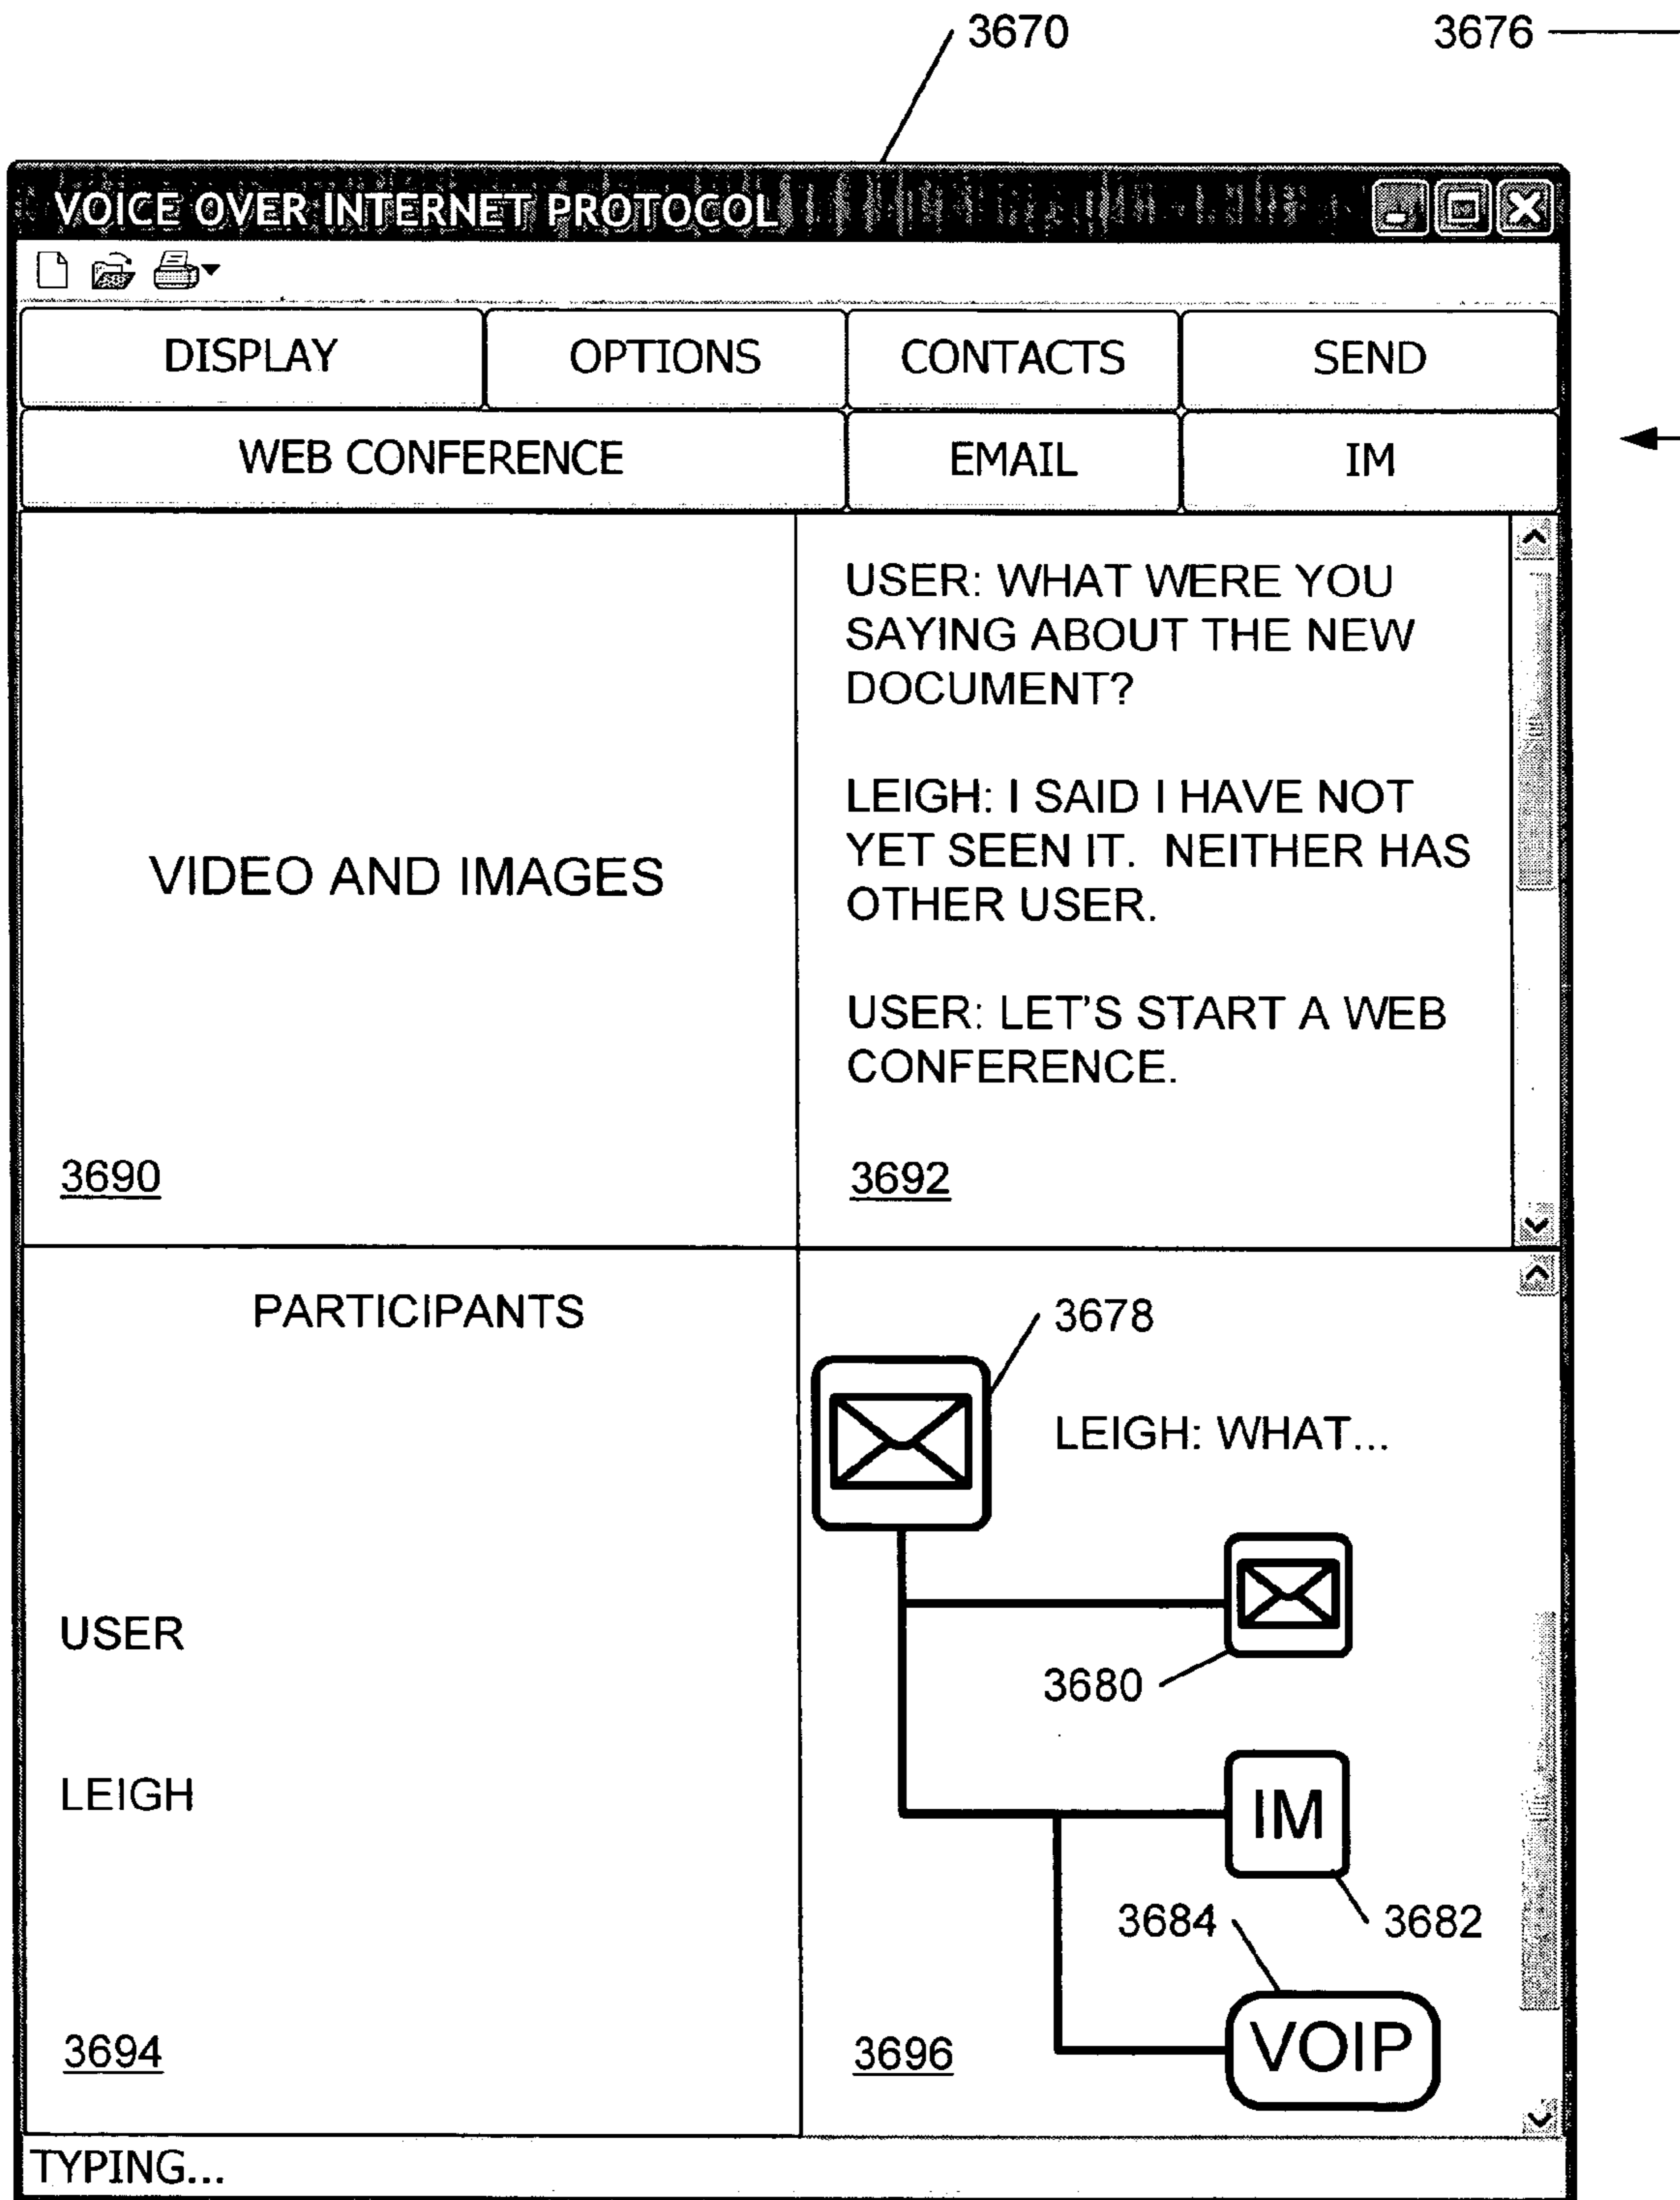 3670
3676
VOICE OVER INTERNET PROTOCOL
DISPLAY
OPTIONS
CONTACTS
SEND
WEB CONFERENCE
EMAIL
IM
VIDEO AND IMAGES
3690
USER: WHAT WERE YOU
SAYING ABOUT THE NEW
DOCUMENT?
LEIGH: I SAID I HAVE NOT
YET SEEN IT. NEITHER HAS
OTHER USER.
USER: LET'S START A WEB
CONFERENCE.
3692
PARTICIPANTS
USER
LEIGH
3694
3678
LEIGH: WHAT...
3680
IM
3684
3682
VOIP
3696
TYPING...